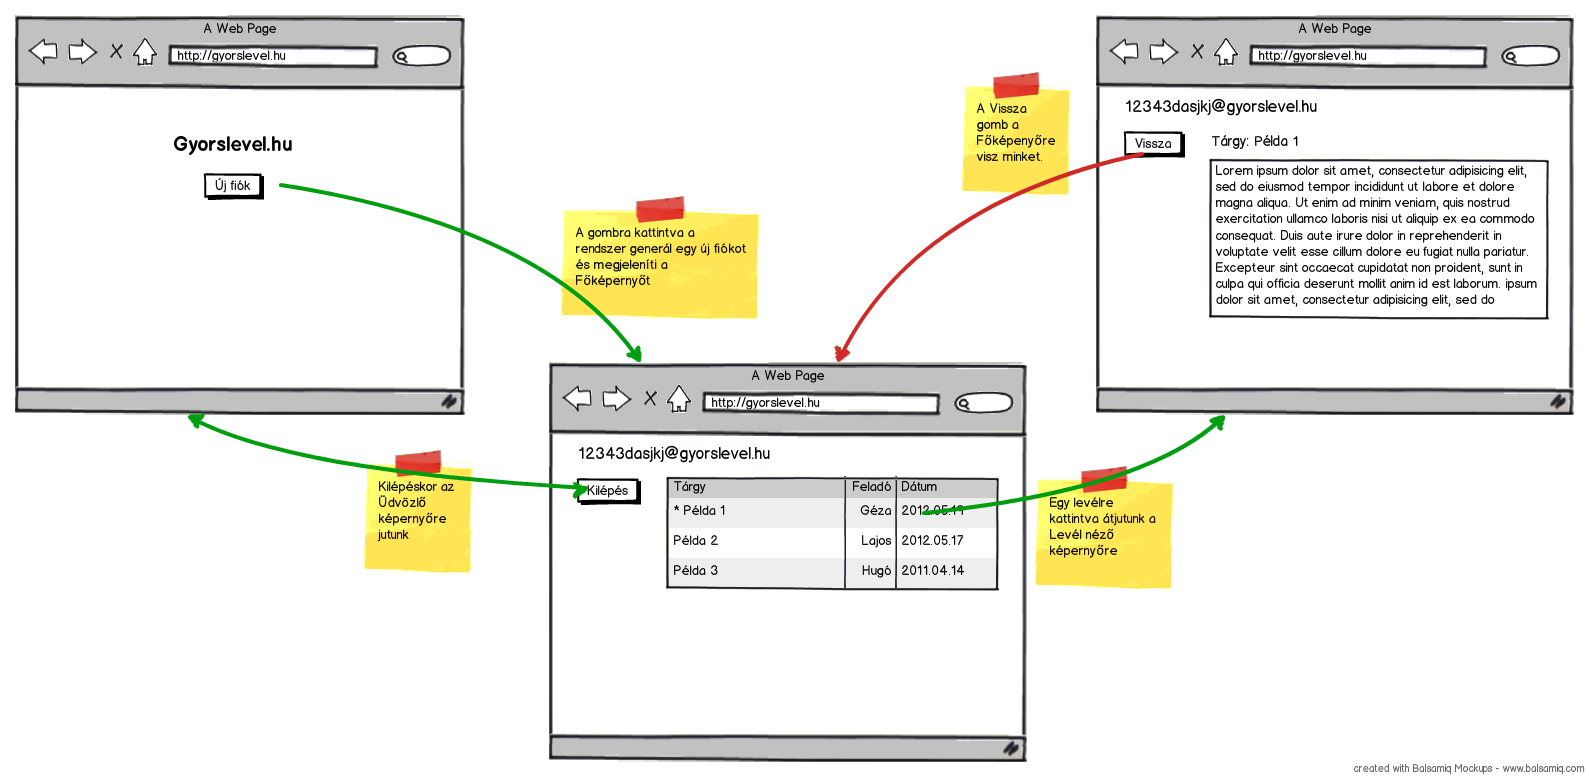 A Web Page
http://gyorslevel.hu
Gyorslevel.hu
Új fiók
A gombra kattintva a
rendszer generál egy új fiókot
és megjeleníti a
Főképernyőt
A Vissza
gomb a
Főképenyőre
visz minket.
A Web Page
http://gyorslevel.hu
12343dasjkj@gyorslevel.hu
Vissza
Tárgy: Példa 1
Lorem ipsum dolor sit amet, consectetur adipisicing elit,
sed do eiusmod tempor incididunt ut labore et dolore
magna aliqua. Ut enim ad minim veniam, quis nostrud
exercitation ullamco laboris nisi ut aliquip ex ea commodo
consequat. Duis aute irure dolor in reprehenderit in
voluptate velit esse cillum dolore eu fugiat nulla pariatur.
Excepteur sint occaecat cupidatat non proident, sunt in
culpa qui officia deserunt mollit anim id est laborum. ipsum
dolor sit amet, consectetur adipisicing elit, sed do
Kilépéskor az
Üdvözlő
képernyőre
jutunk
A Web Page
http://gyorslevel.hu
12343dasjkj@gyorslevel.hu
Kilépés
Tárgy Feladó Dátum
* Példa 1 Géza 2012.05.19
Példa 2 Lajos 2012.05.17
Példa 3 Hugó 2011.04.14
Egy levélre
kattintva átjutunk a
Levél néző
képernyőre
created with Balsamiq Mockups - www.balsamiq.com